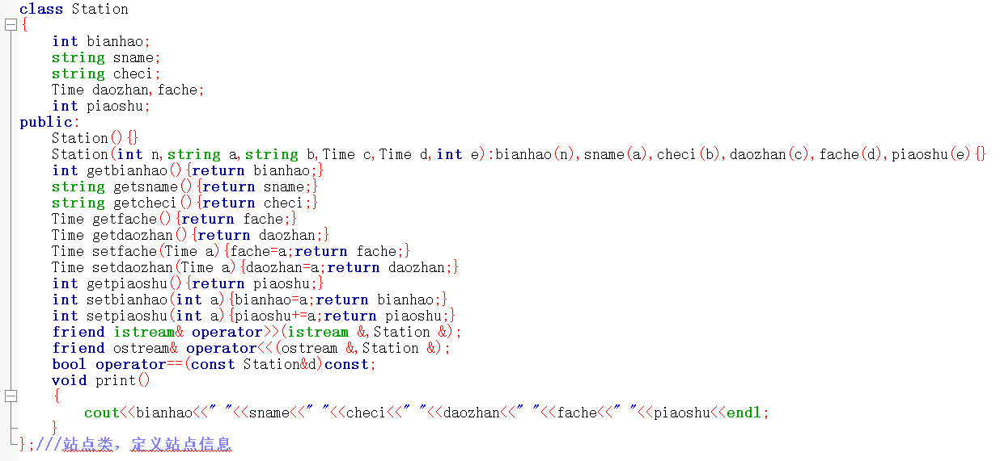 class Station
{
    int bianhao;
    string sname;
    string checi;
    Time daozhan,fache;
    int piaoshu;
public:
    Station(){}
    Station(int n,string a,string b,Time c,Time d,int e):bianhao(n),sname(a),checi(b),daozhan(c),fache(d),piaoshu(e){}
    int getbianhao(){return bianhao;}
    string getsname(){return sname;}
    string getcheci(){return checi;}
    Time getfache(){return fache;}
    Time getdaozhan(){return daozhan;}
    Time setfache(Time a){fache=a;return fache;}
    Time setdaozhan(Time a){daozhan=a;return daozhan;}
    int getpiaoshu(){return piaoshu;}
    int setbianhao(int a){bianhao=a;return bianhao;}
    int setpiaoshu(int a){piaoshu+=a;return piaoshu;}
    friend istream& operator>>(istream &,Station &);
    friend ostream& operator<<(ostream &,Station &);
    bool operator==(const Station&d)const;
    void print()
    {
        cout<<bianhao<<" "<<sname<<" "<<checi<<" "<<daozhan<<" "<<fache<<" "<<piaoshu<<endl;
    }
};///站点类，定义站点信息